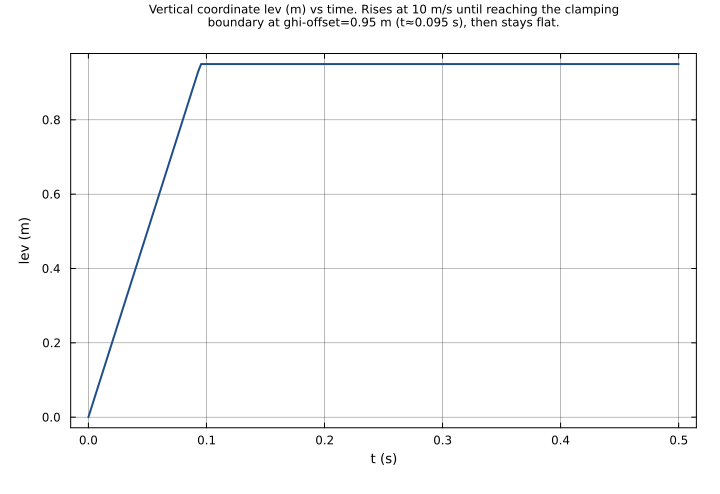 Vertical coordinate lev (m) vs time. Rises at 10 m/s until reaching the clamping
boundary at ghi-offset=0.95 m (t≈0.095 s), then stays flat.
lev (m)
0.8
0.6
0.4
0.2
0.0
0.0 0.1 0.2 0.3 0.4 0.5
t (s)